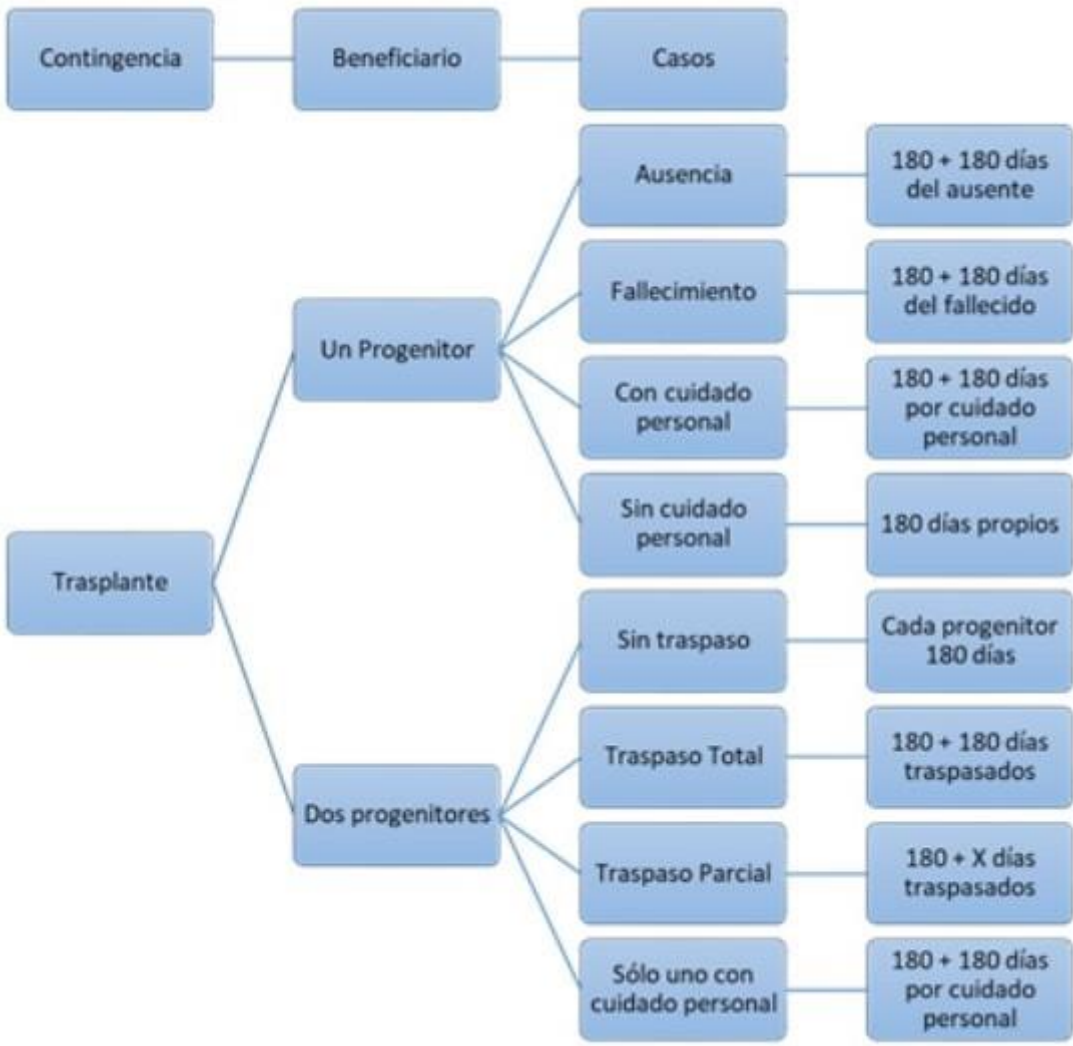 Contingencia
Beneficiario
Casos
Ausencia
180 + 180 días
del ausente
Fallecimiento
180 + 180 días
del fallecido
Un Progenitor
Con cuidado
personal
180 + 180 días
por cuidado
personal
Sin cuidado
personal
180 días propios
Trasplante
Sin traspaso
Cada progenitor
180 días
Traspaso Total
180 + 180 días
traspasados
Dos progenitores
Traspaso Parcial
180 + X días
traspasados
Sólo uno con
cuidado personal
180 + 180 días
por cuidado
personal